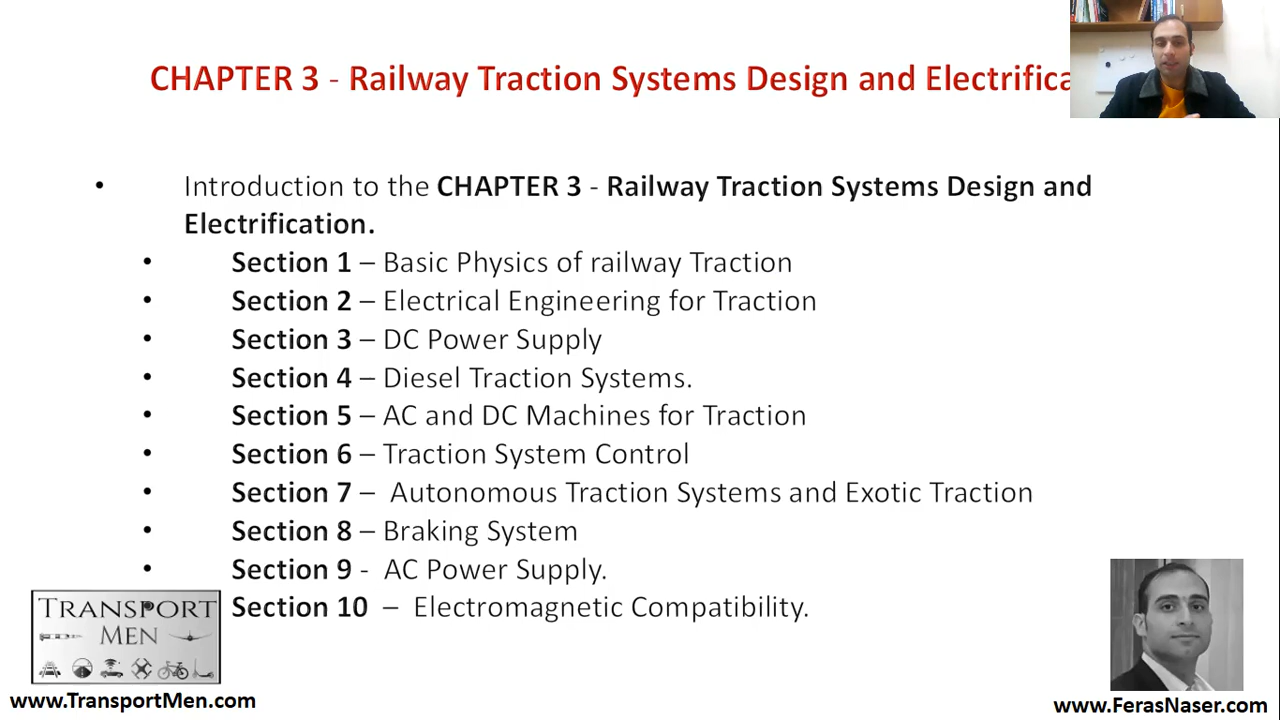 CHAPTER 3 - Railway Traction Systems Design and Electrifica
• Introduction to the CHAPTER 3 - Railway Traction Systems Design and
Electrification.
• Section 1 – Basic Physics of railway Traction
• Section 2 – Electrical Engineering for Traction
• Section 3 – DC Power Supply
• Section 4 – Diesel Traction Systems.
• Section 5 – AC and DC Machines for Traction
• Section 6 – Traction System Control
• Section 7 – Autonomous Traction Systems and Exotic Traction
• Section 8 – Braking System
• Section 9 - AC Power Supply.
Section 10 – Electromagnetic Compatibility.
TRANSPORT
MEN
www.TransportMen.com
www.FerasNaser.com